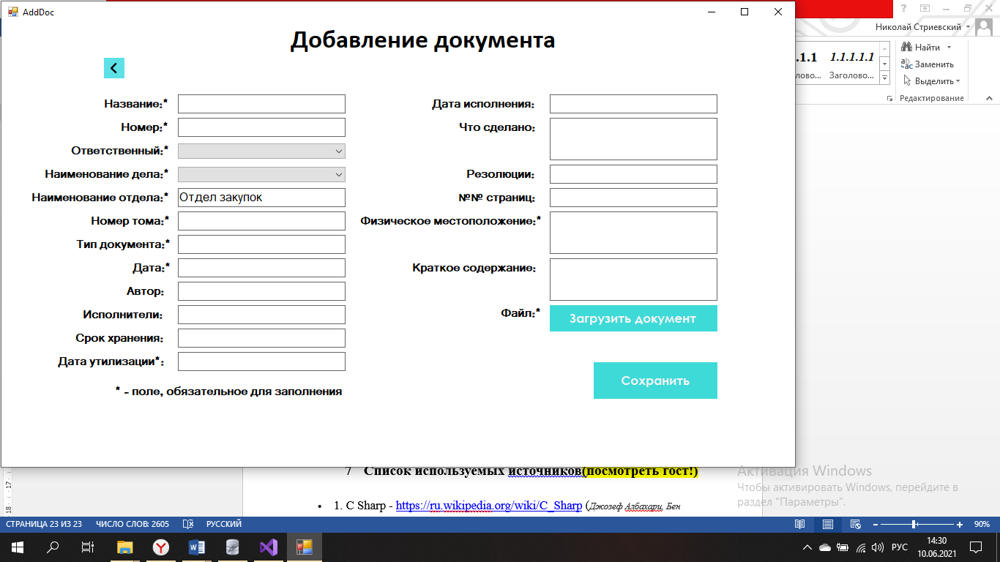 AddDoc
Николай Стриевский
Добавление документа
.1.1 1.1.1.1.1
лово... Заголово...
Найти
Заменить
Выделить
Редактирование
Название:*
Номер:*
Ответственный:*
Наименование дела:*
Наименование отдела:* Отдел закупок
Номер тома:*
Тип документа:*
Дата:*
Автор:
Исполнители:
Срок хранения:
Дата утилизации*:
* - поле, обязательное для заполнения
Дата исполнения:
Что сделано:
Резолюции:
№№ страниц:
Физическое местоположение:*
Краткое содержание:
Файл:* Загрузить документ
Сохранить
7 Список используемых источников(посмотреть гост!)
1. C Sharp - https://ru.wikipedia.org/wiki/C_Sharp (Джозеф Албахари, Бен
17
18
Активация Windows
Чтобы активировать Windows, перейдите в
раздел "Параметры".
СТРАНИЦА 23 ИЗ 23 ЧИСЛО СЛОВ: 2605 РУССКИЙ 90%
РУС 14:30
10.06.2021